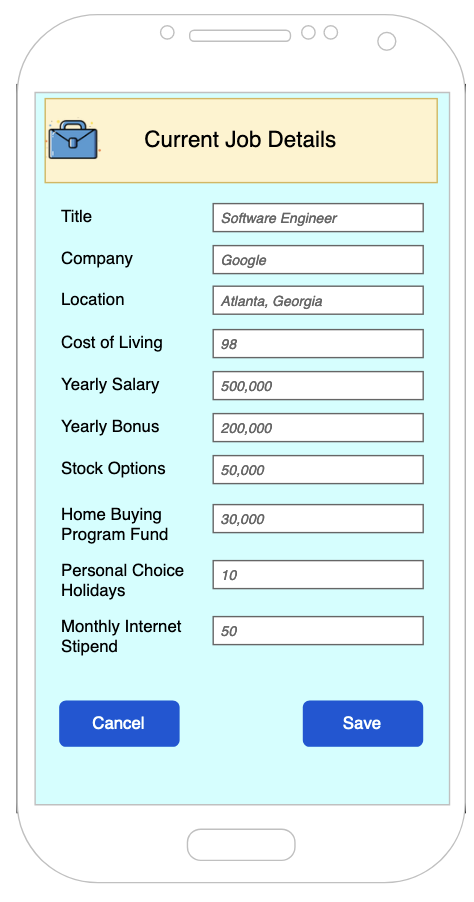 Current Job Details
Title
Software Engineer
Company
Google
Location
Atlanta, Georgia
Cost of Living
98
Yearly Salary
500,000
Yearly Bonus
200,000
Stock Options
50,000
Home Buying
Program Fund
30,000
Personal Choice
Holidays
10
Monthly Internet
Stipend
50
Cancel
Save